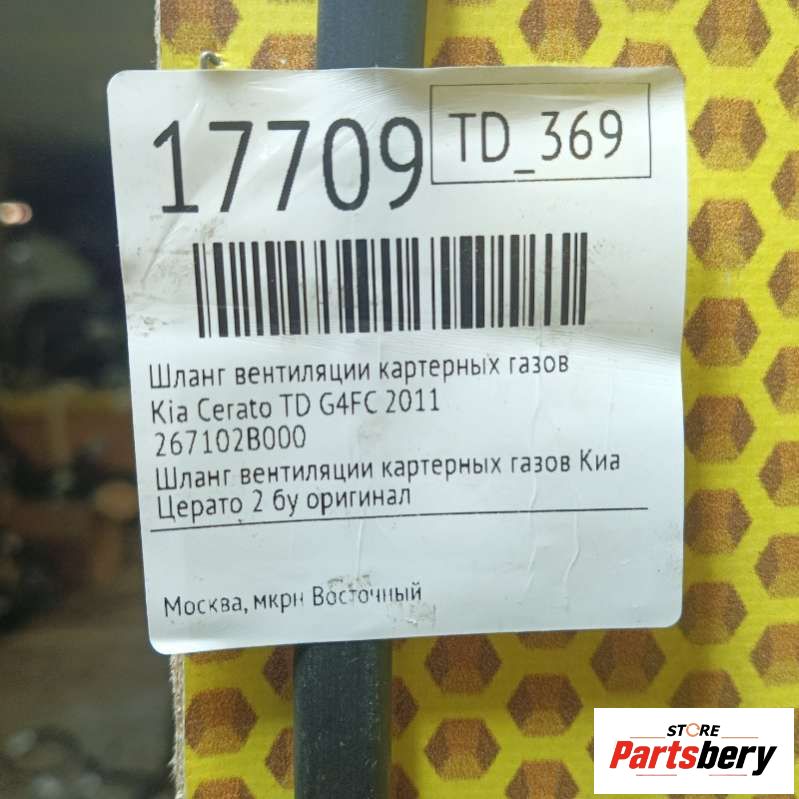 17709
TD_369
Шланг вентиляции картерных газов
Kia Cerato TD G4FC 2011
267102B000
Шланг вентиляции картерных газов Киа
Церато 2 бу оригинал
Москва, мкрн Восточный
STORE
Partsbery